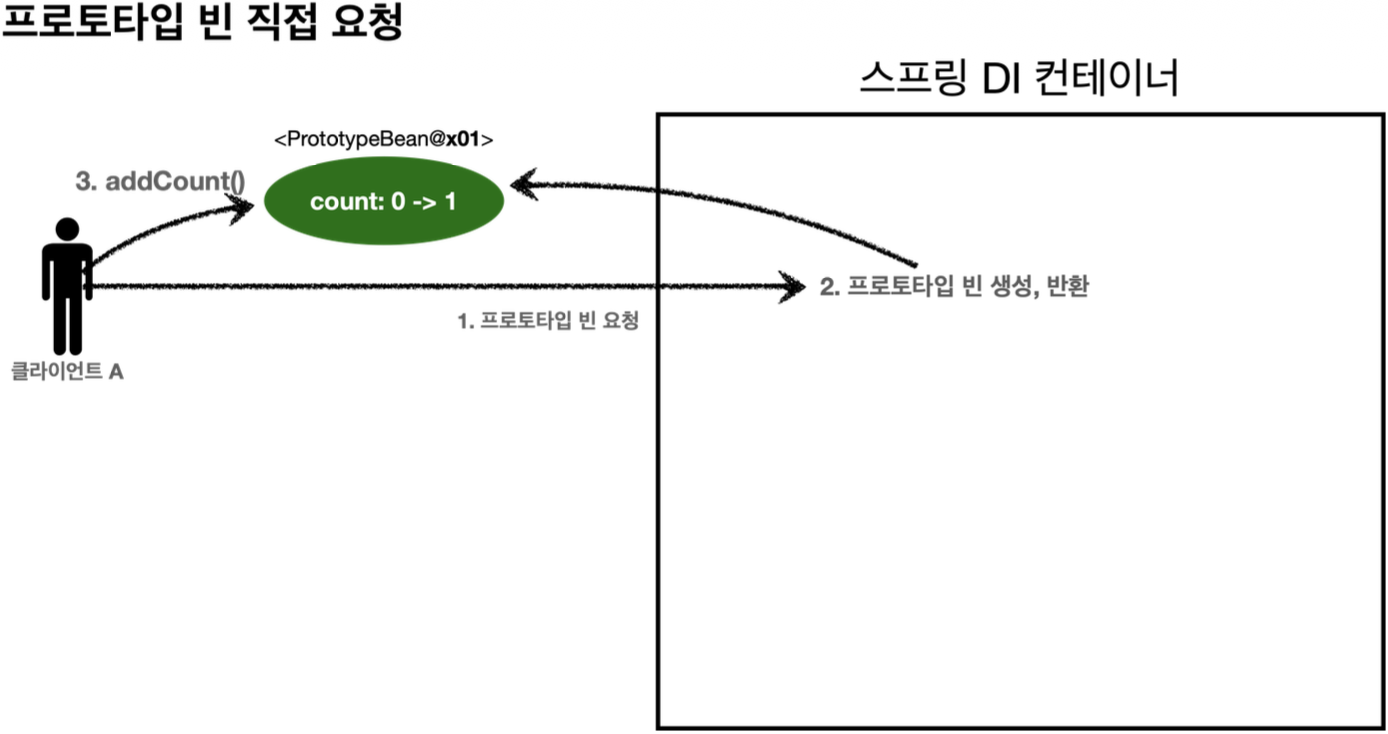 프로토타입 빈 직접 요청
스프링 DI 컨테이너
<PrototypeBean@x01>
3. addCount()
count: 0 -> 1
2. 프로토타입 빈 생성, 반환
1. 프로토타입 빈 요청
클라이언트 A